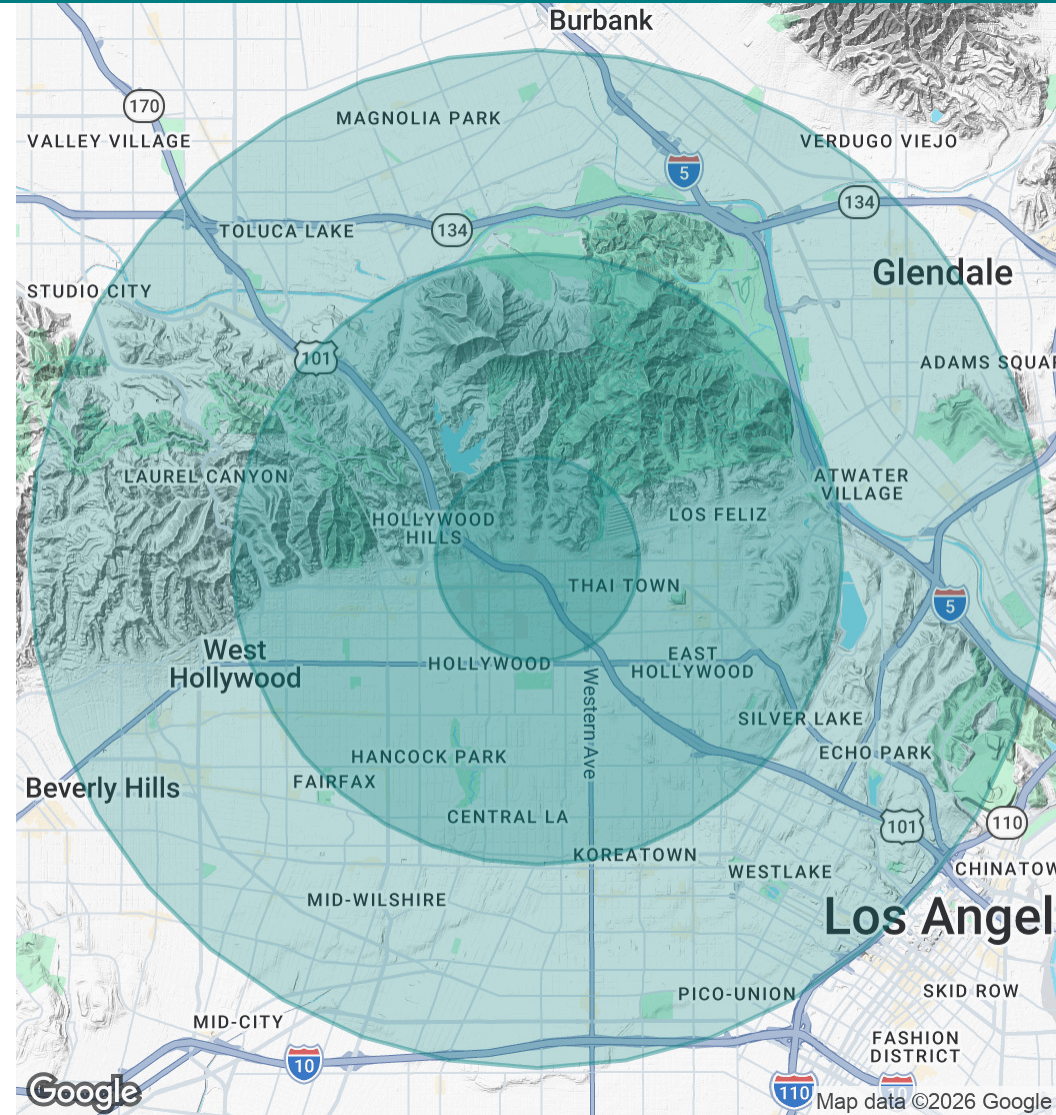 Burbank
170
MAGNOLIA PARK
VALLEY VILLAGE
VERDUGO VIEJO
5
134
134
TOLUCA LAKE
Glendale
STUDIO CITY
101
ADAMS SQUAR
LAUREL CANYON
ATWATER
VILLAGE
HOLLYWOOD
HILLS
LOS FELIZ
THAI TOWN
5
West
Hollywood
HOLLYWOOD
EAST
HOLLYWOOD
Western Ave
SILVER LAKE
ECHO PARK
HANCOCK PARK
FAIRFAX
Beverly Hills
CENTRAL LA
101
110
KOREATOWN
WESTLAKE
CHINATOW
MID-WILSHIRE
Los Angel
PICO-UNION
SKID ROW
MID-CITY
FASHION
DISTRICT
10
110
10
Google
Map data ©2026 Google